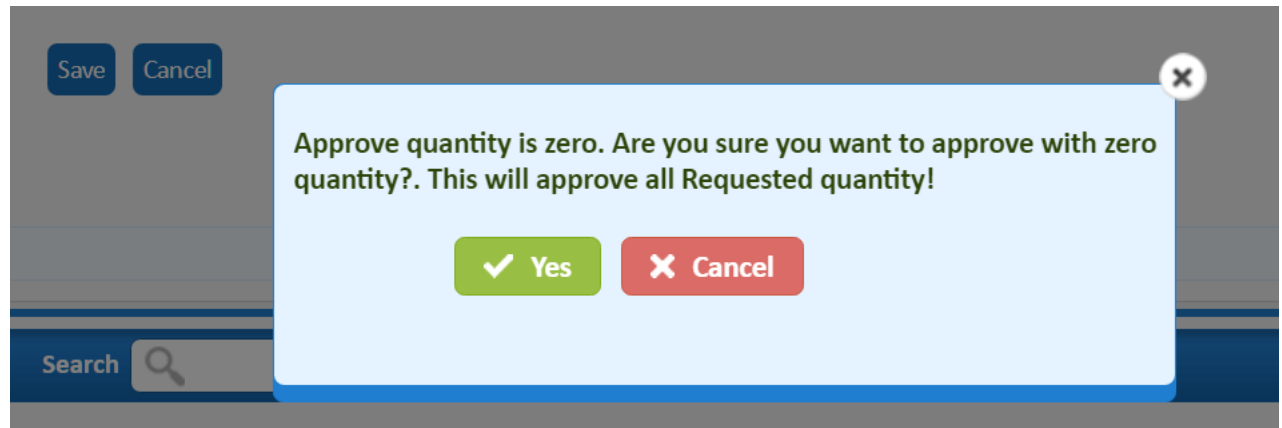 Save Cancel
Approve quantity is zero. Are you sure you want to approve with zero
quantity?. This will approve all Requested quantity!
Yes Cancel
Search